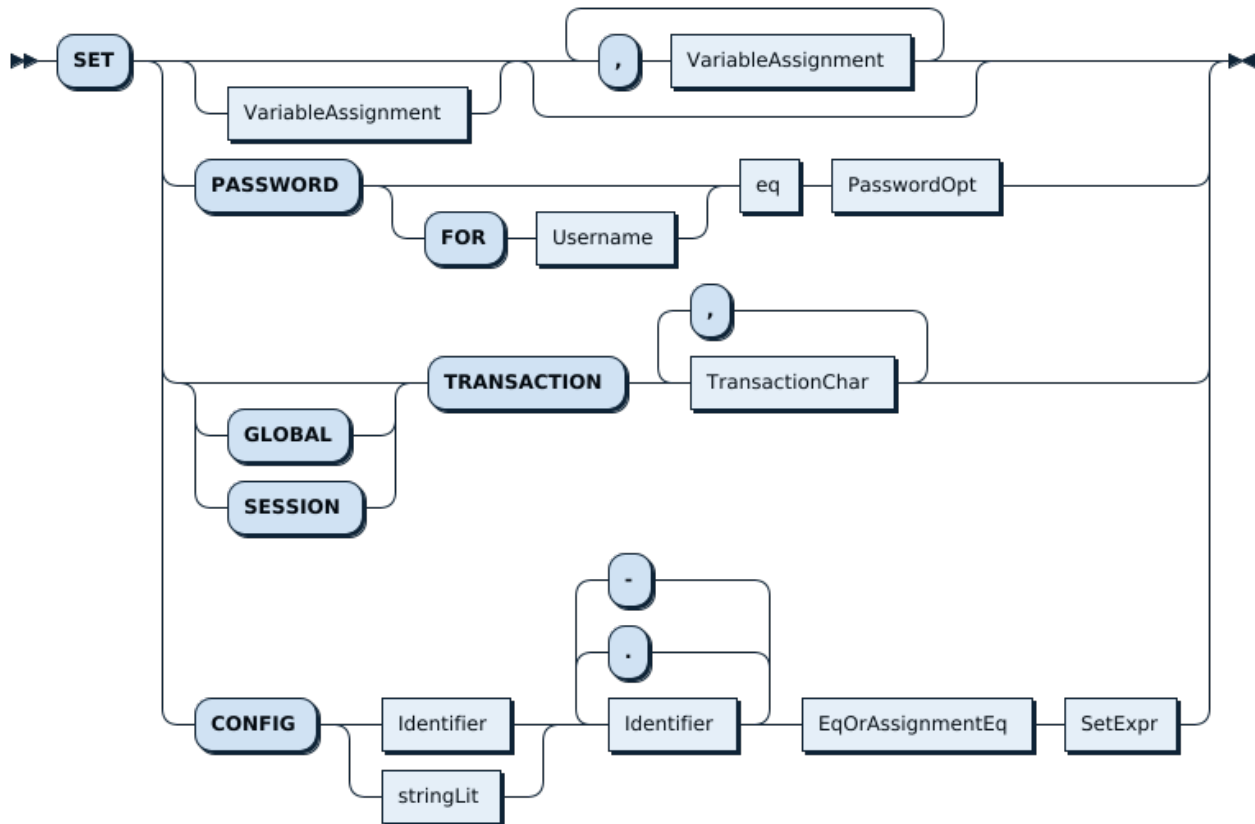 SET
,
VariableAssignment
VariableAssignment
PASSWORD
eq
PasswordOpt
FOR
Username
,
TRANSACTION
TransactionChar
GLOBAL
SESSION
-
.
CONFIG
Identifier
Identifier
EqOrAssignmentEq
SetExpr
stringLit